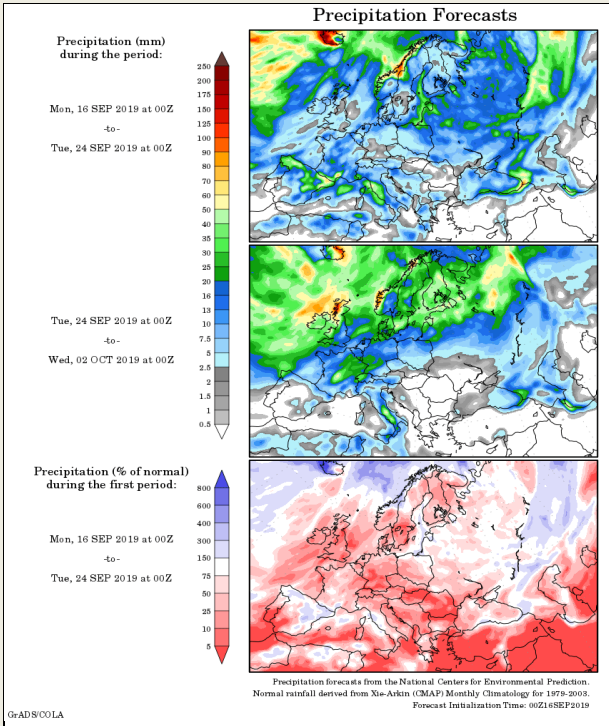 Precipitation Forecasts
Precipitation (mm)
during the period:
Mon, 16 SEP 2019 at 00Z
-to-
Tue, 24 SEP 2019 at 00Z
250
200
175
150
125
100
90
80
70
60
50
40
35
30
25
20
16
13
10
7.5
5
2.5
2
1.5
1
0.5
Tue, 24 SEP 2019 at 00Z
-to-
Wed, 02 OCT 2019 at 00Z
Precipitation (% of normal)
during the first period:
Mon, 16 SEP 2019 at 00Z
-to-
Tue, 24 SEP 2019 at 00Z
800
600
400
300
150
75
50
25
10
5
Precipitation forecasts from the National Centers for Environmental Prediction.
Normal rainfall derived from Xie-Arkin (CMAP) Monthly Climatology for 1979-2003.
Forecast Initialization Time: 00Z16SEP2019
GrADS/COLA